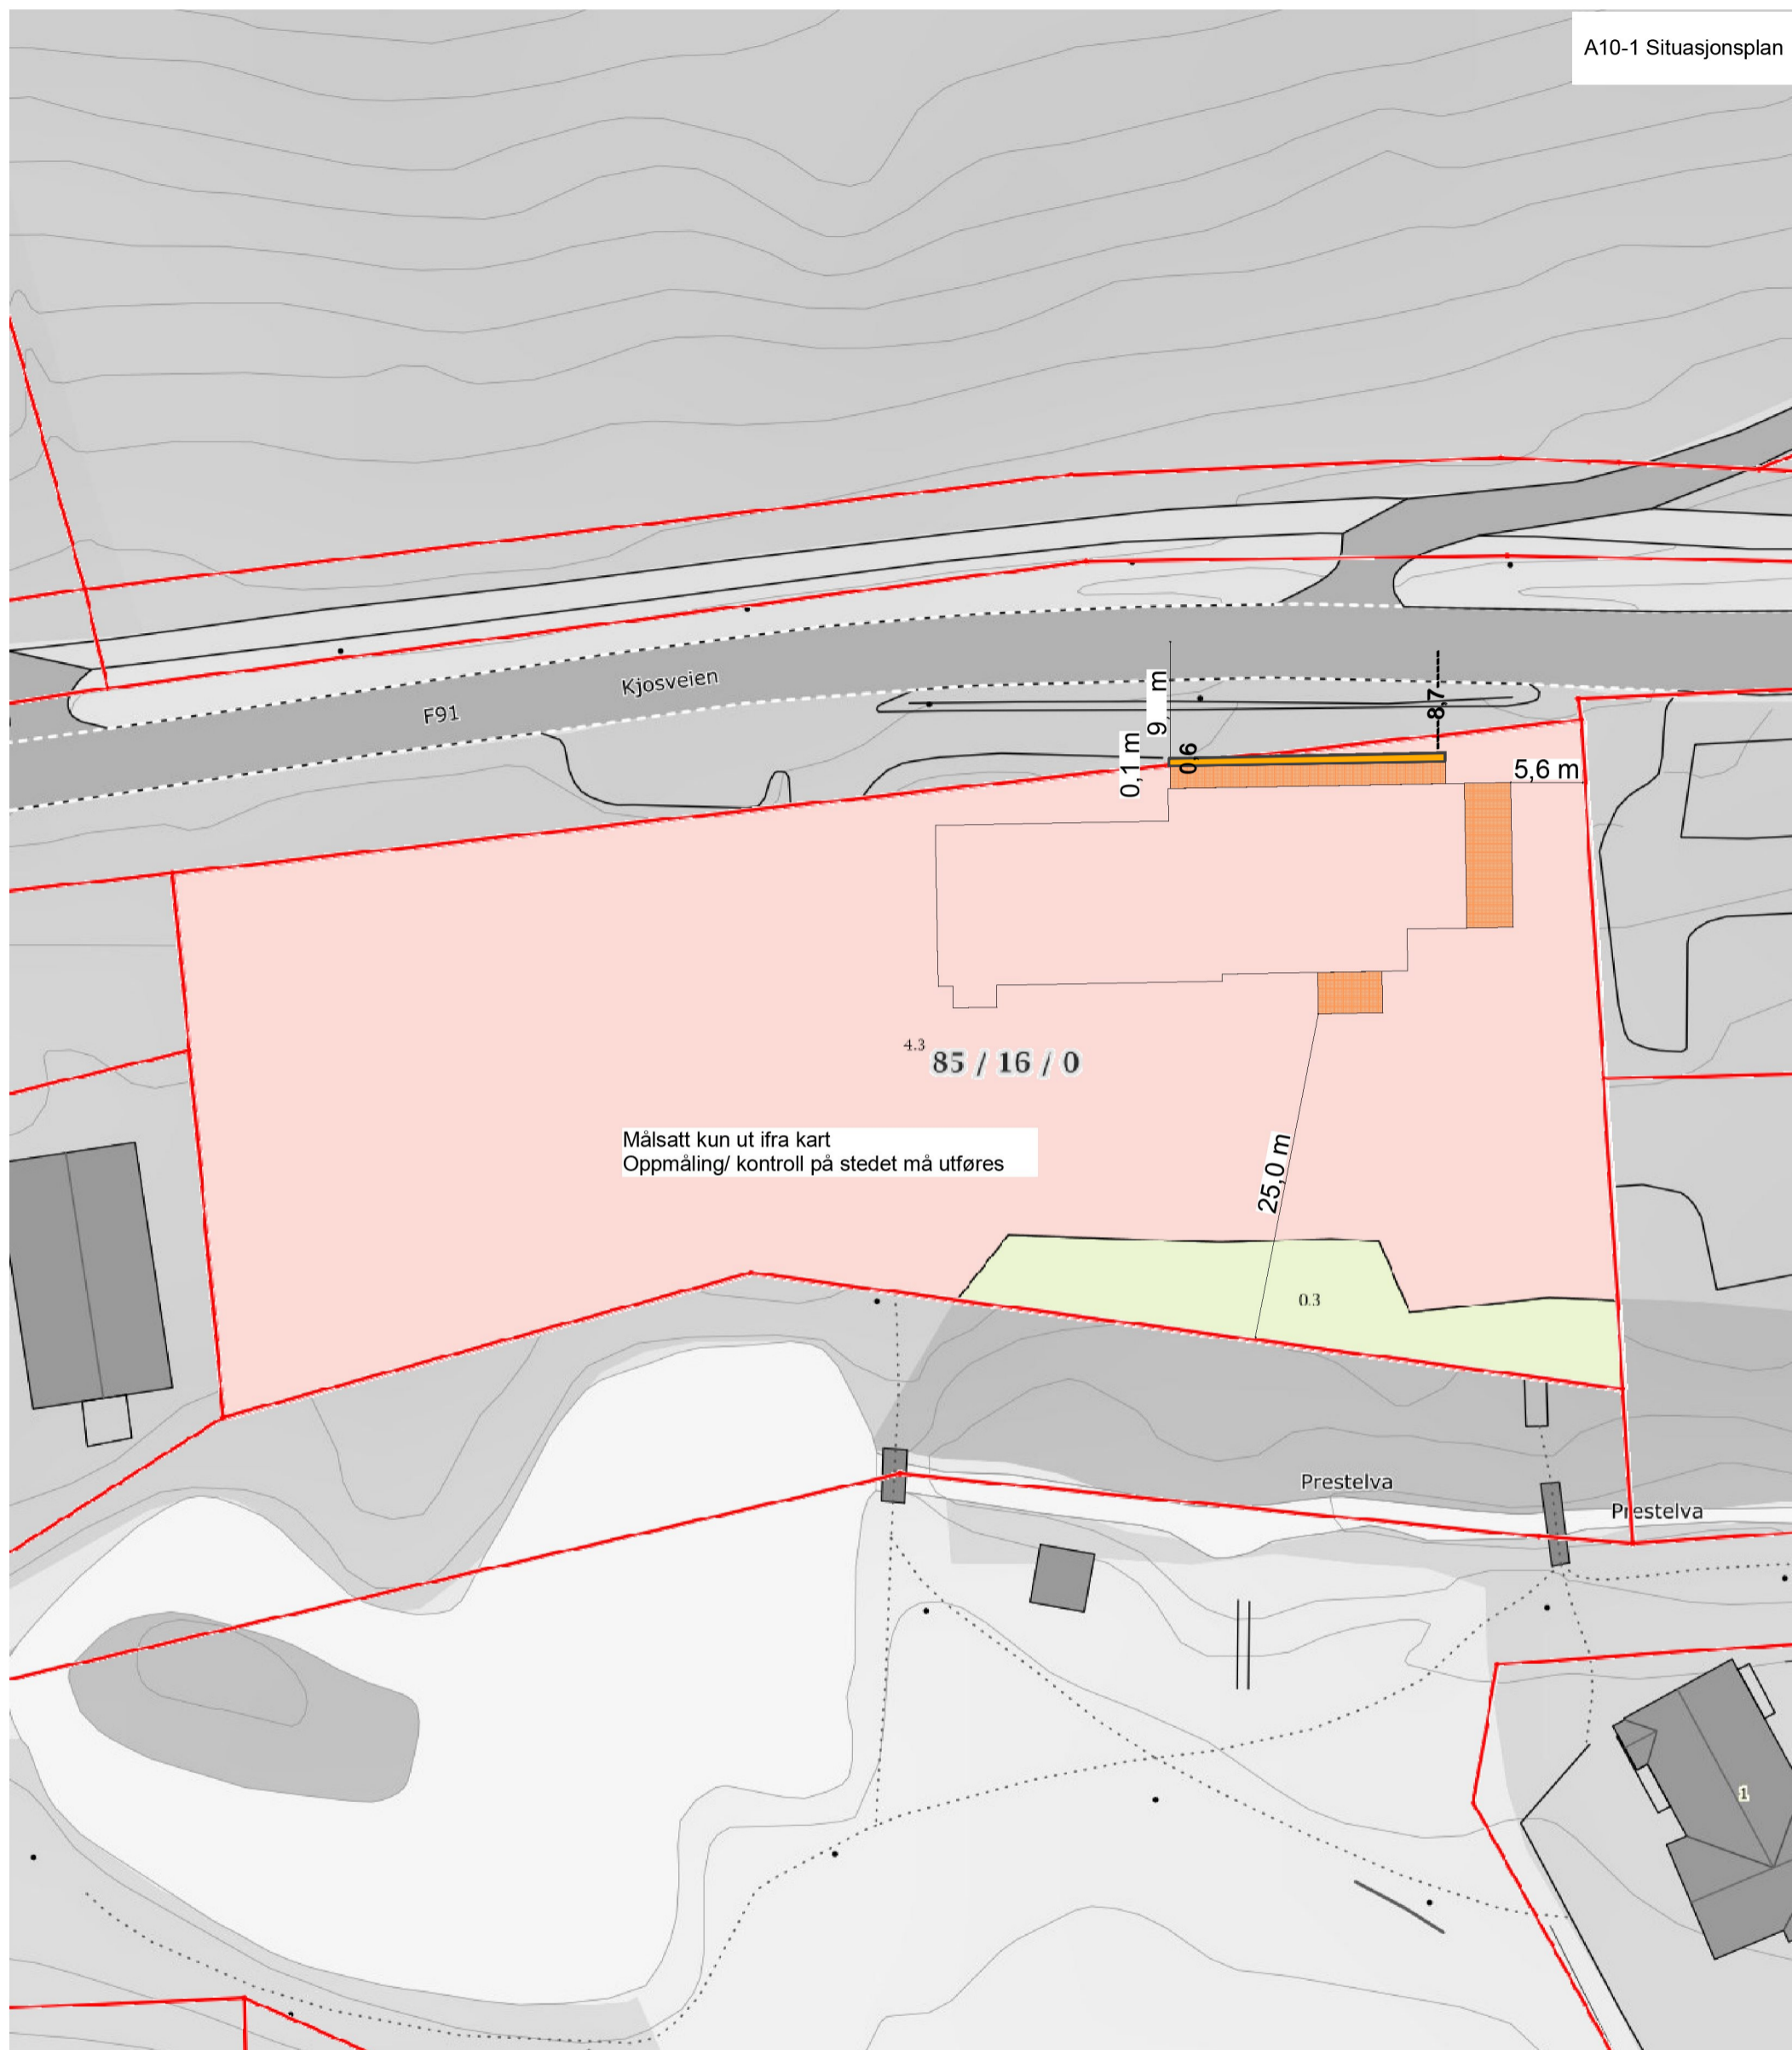 A10-1 Situasjonsplan
Kjosveien
F91
9, m
8,7
0,1 m
0,6
5,6 m
4.3
85 / 16 / 0
Målsatt kun ut ifra kart
Oppmåling/ kontroll på stedet må utføres
25,0 m
0.3
Prestelva
Prestelva
1